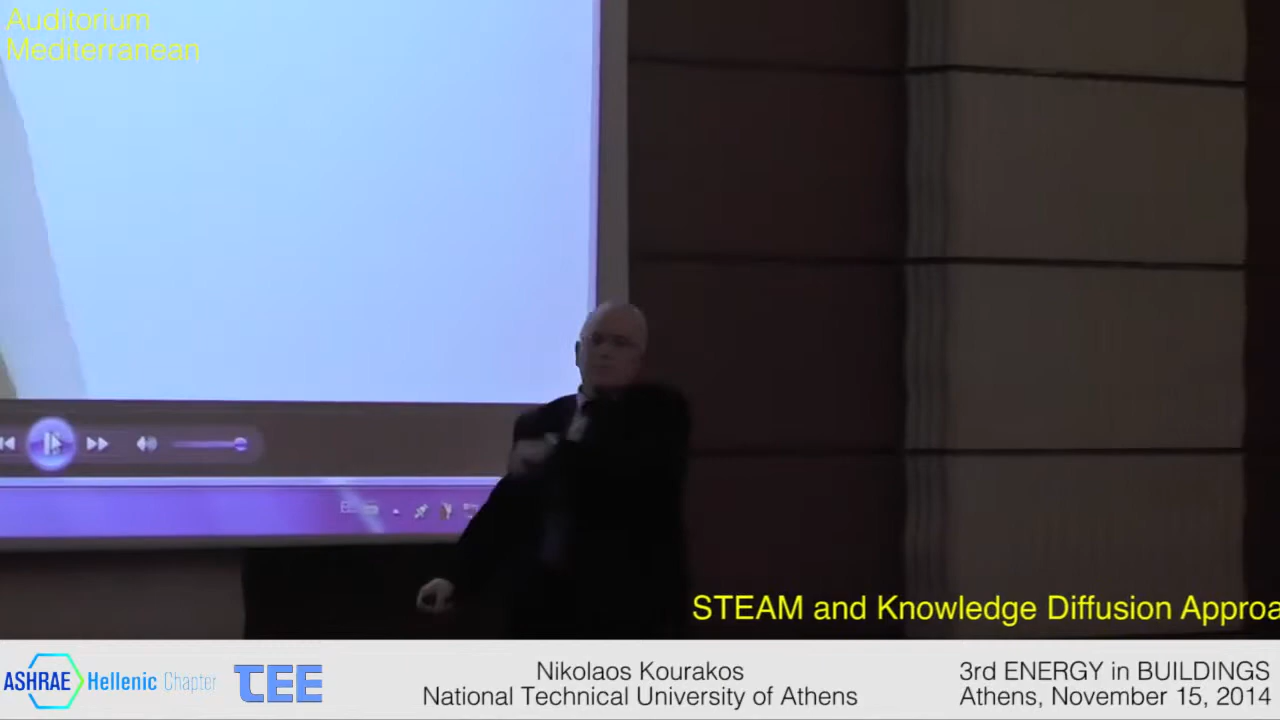 Auditorium
Mediterranean
STEAM and Knowledge Diffusion Approa
ASHRAE Hellenic Chapter
TEE
Nikolaos Kourakos
National Technical University of Athens
3rd ENERGY in BUILDINGS
Athens, November 15, 2014